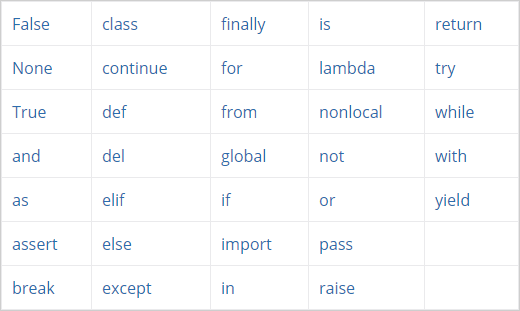 False class finally is return
None continue for lambda try
True def from nonlocal while
and del global not with
as elif if or yield
assert else import pass
break except in raise